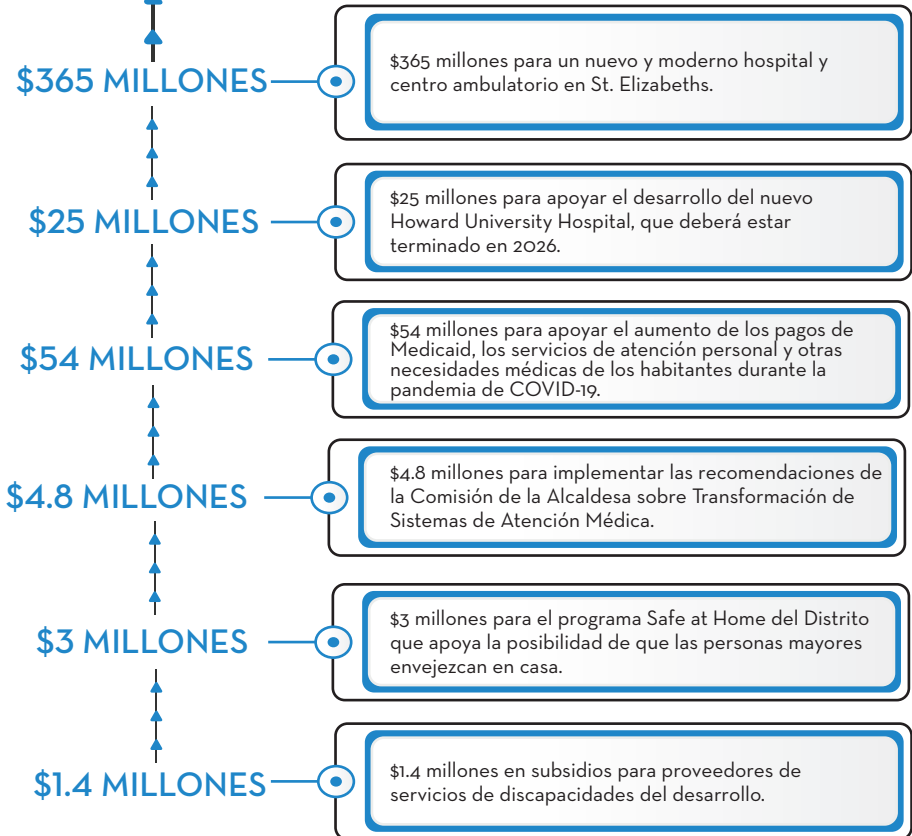 $365 MILLONES
$365 millones para un nuevo y moderno hospital y
centro ambulatorio en St. Elizabeths.
$25 MILLONES
$25 millones para apoyar el desarrollo del nuevo
Howard University Hospital, que deberá estar
terminado en 2026.
$54 MILLONES
$54 millones para apoyar el aumento de los pagos de
Medicaid, los servicios de atención personal y otras
necesidades médicas de los habitantes durante la
pandemia de COVID-19.
$4.8 MILLONES
$4.8 millones para implementar las recomendaciones de
la Comisión de la Alcaldesa sobre Transformación de
Sistemas de Atención Médica.
$3 MILLONES
$3 millones para el programa Safe at Home del Distrito
que apoya la posibilidad de que las personas mayores
envejezcan en casa.
$1.4 MILLONES
$1.4 millones en subsidios para proveedores de
servicios de discapacidades del desarrollo.